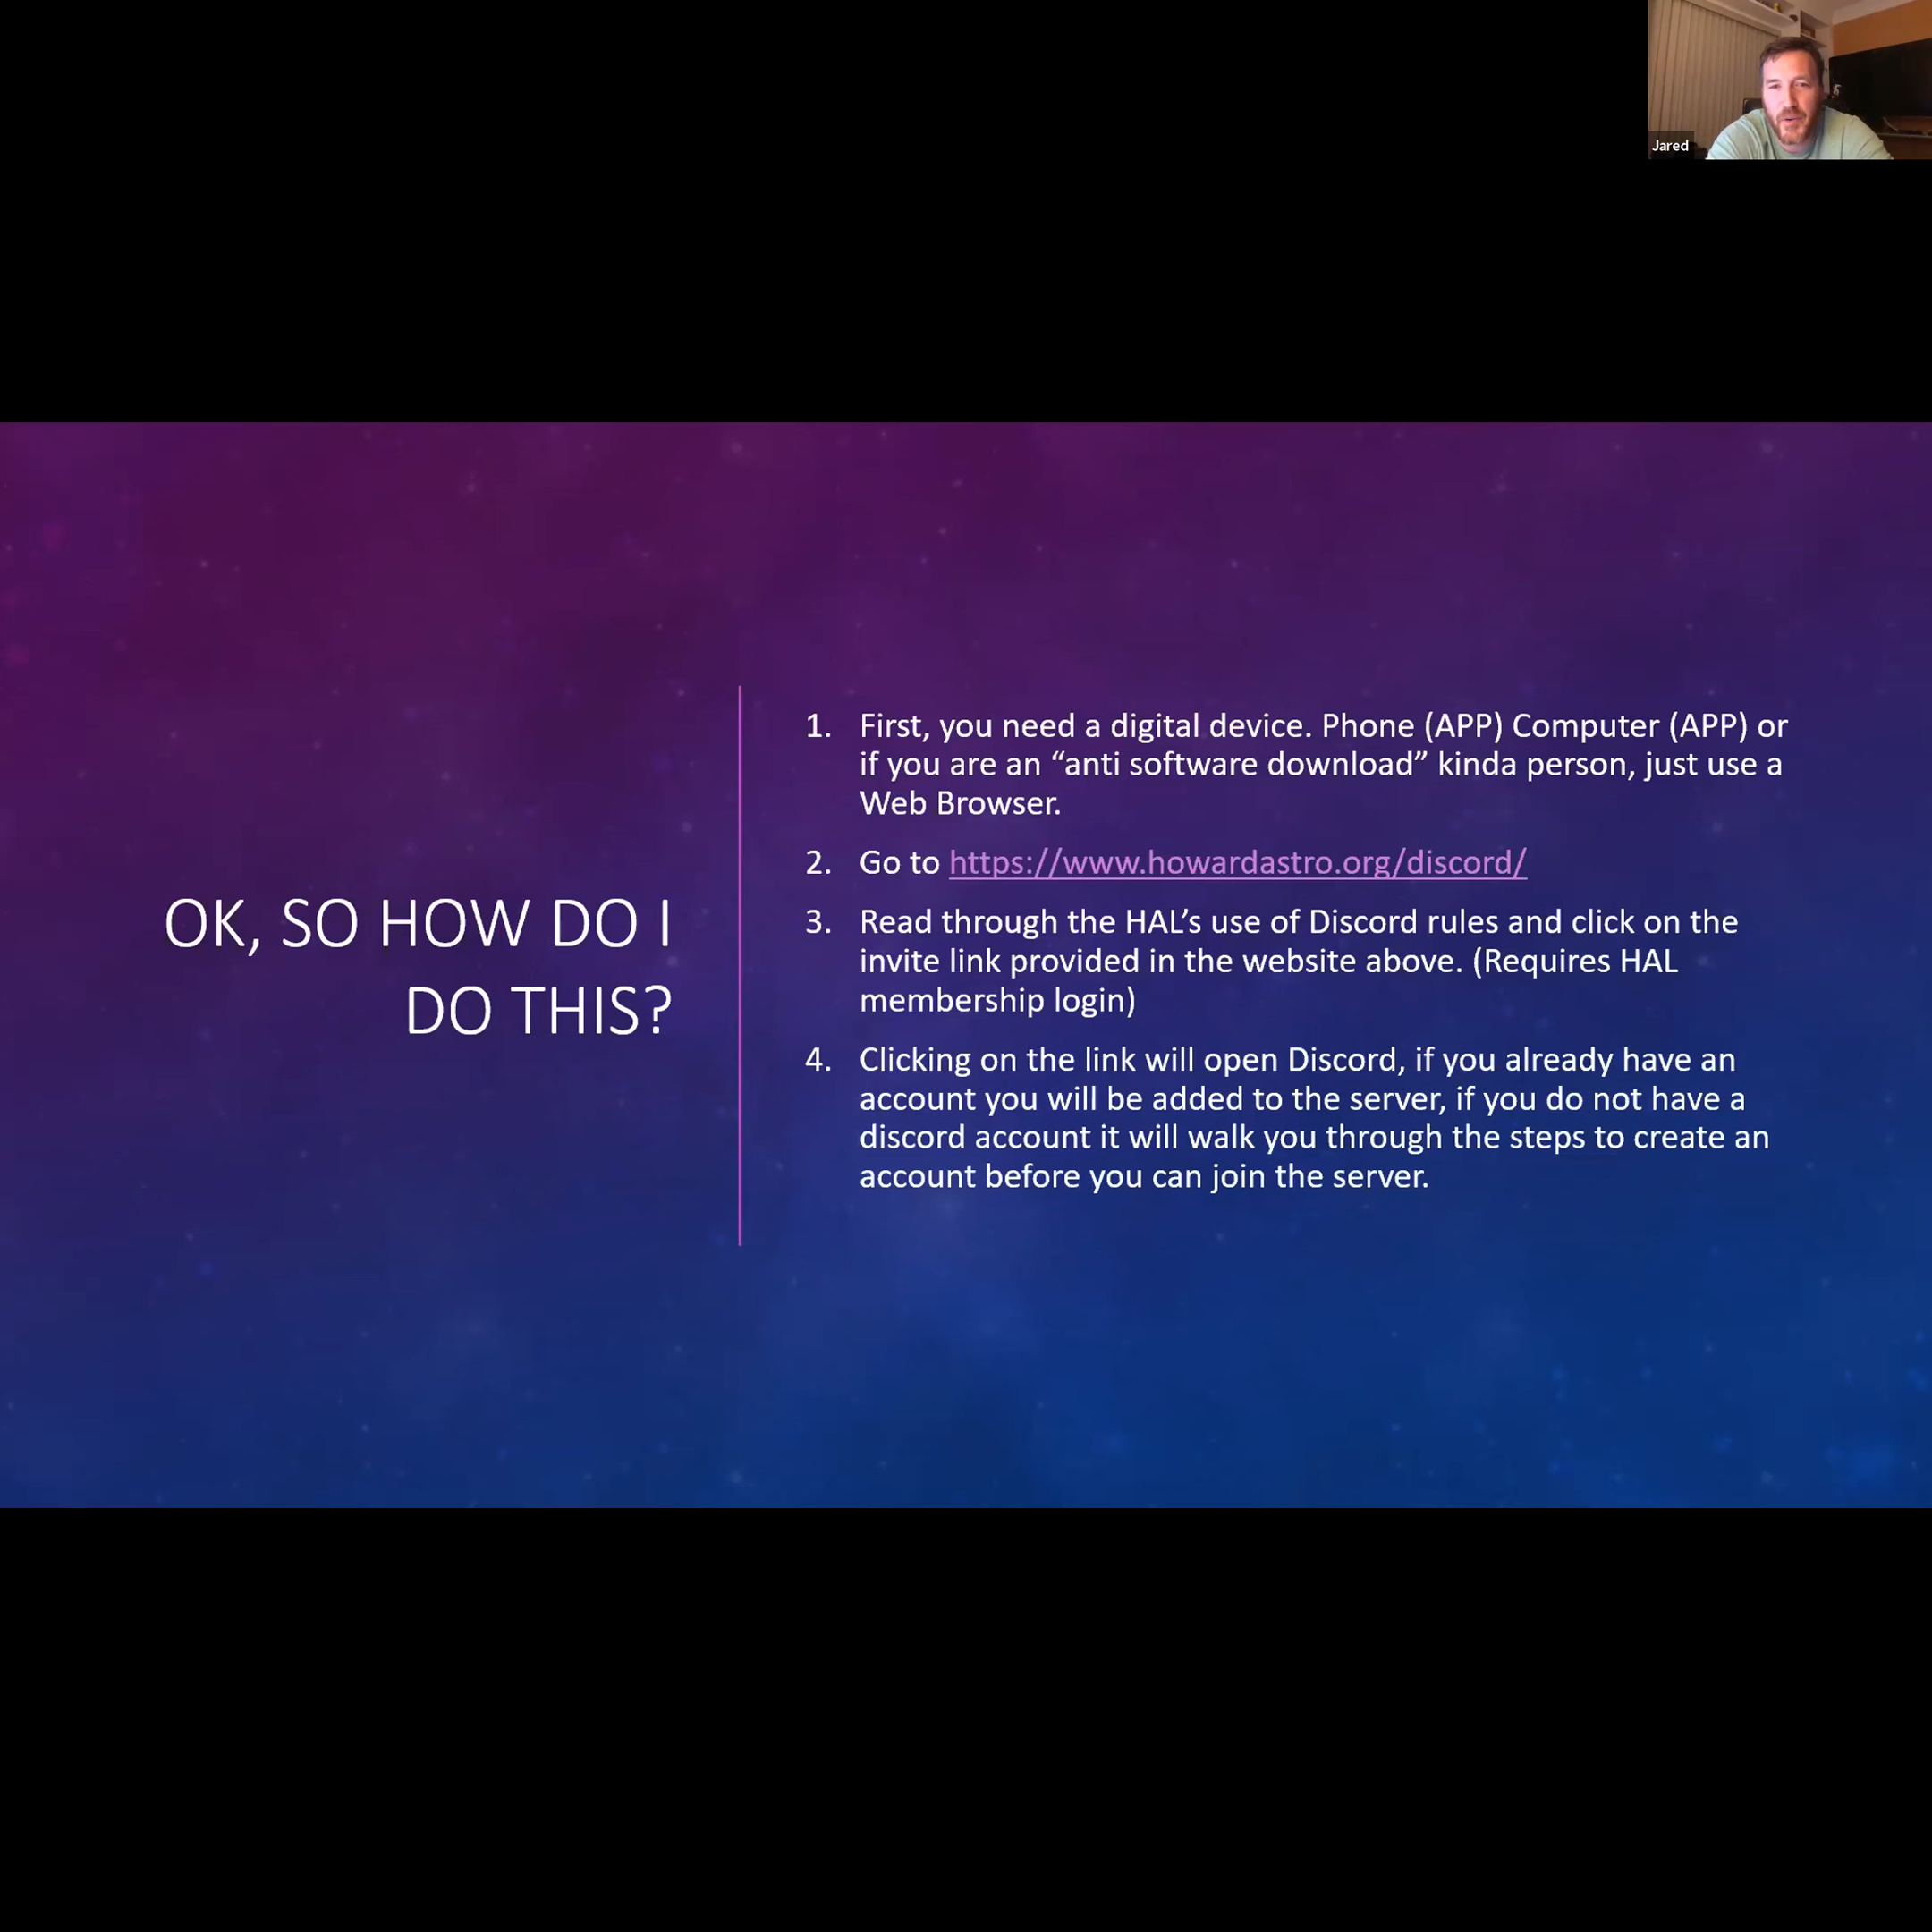 Jared
OK, SO HOW DO I
DO THIS?
1. First, you need a digital device. Phone (APP) Computer (APP) or
if you are an “anti software download” kinda person, just use a
Web Browser.
2. Go to https://www.howardastro.org/discord/
3. Read through the HAL’s use of Discord rules and click on the
invite link provided in the website above. (Requires HAL
membership login)
4. Clicking on the link will open Discord, if you already have an
account you will be added to the server, if you do not have a
discord account it will walk you through the steps to create an
account before you can join the server.